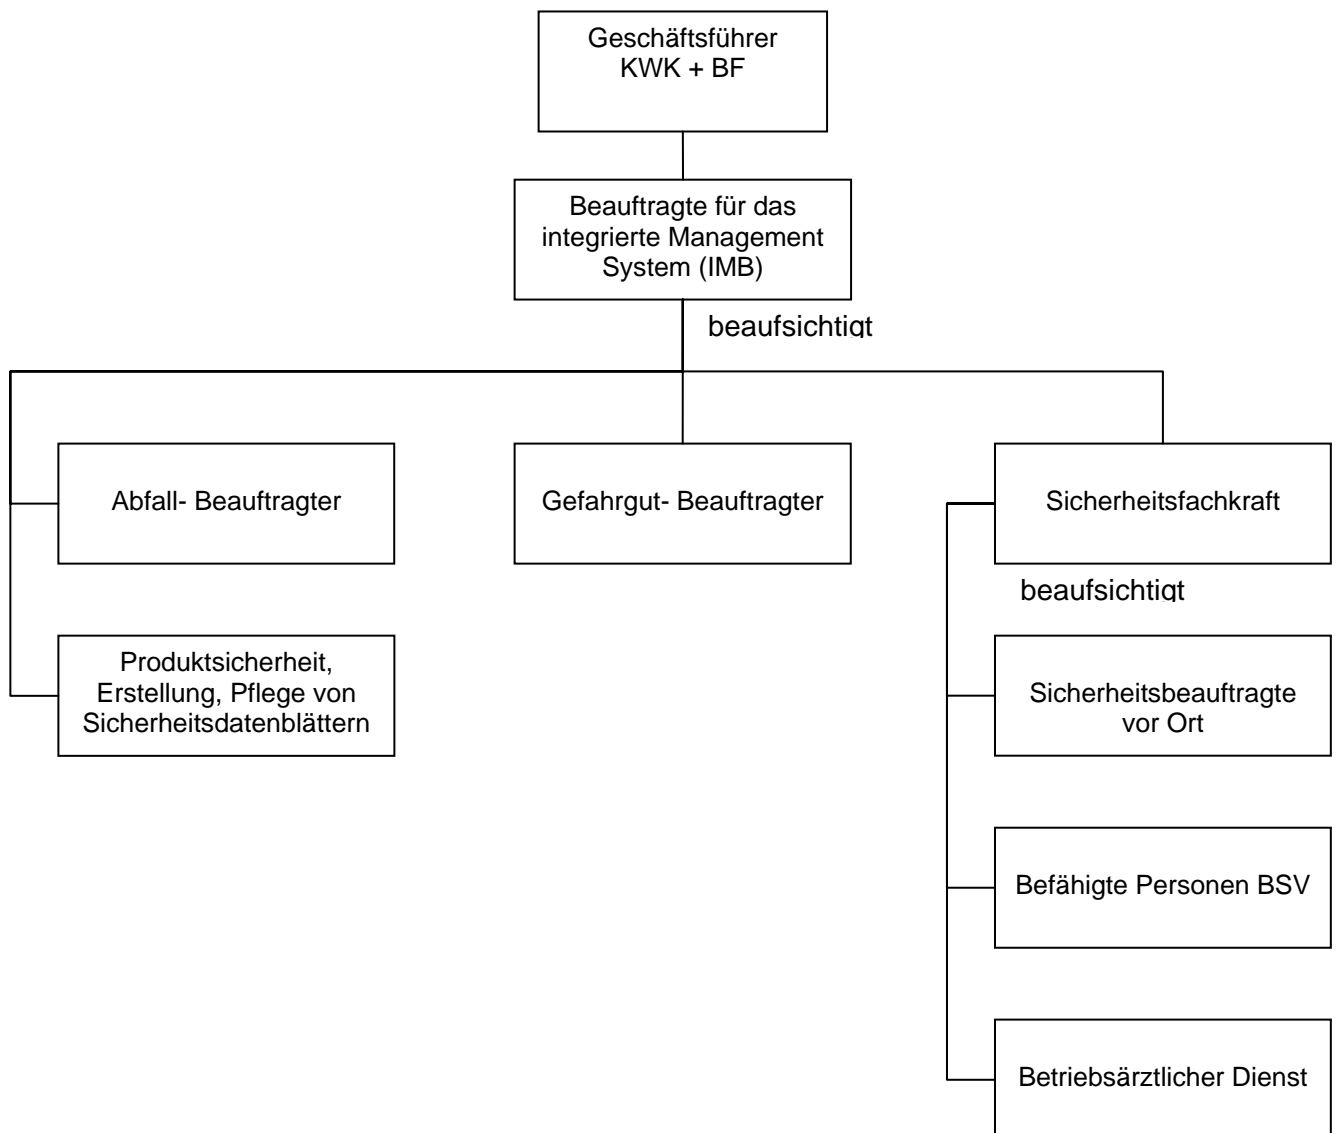 Geschäftsführer
KWK + BF
Beauftragte für das
integrierte Management
System (IMB)
beaufsichtigt
Abfall- Beauftragter
Gefahrgut- Beauftragter
Sicherheitsfachkraft
beaufsichtigt
Produktsicherheit,
Erstellung, Pflege von
Sicherheitsdatenblättern
Sicherheitsbeauftragte
vor Ort
Befähigte Personen BSV
Betriebsärztlicher Dienst